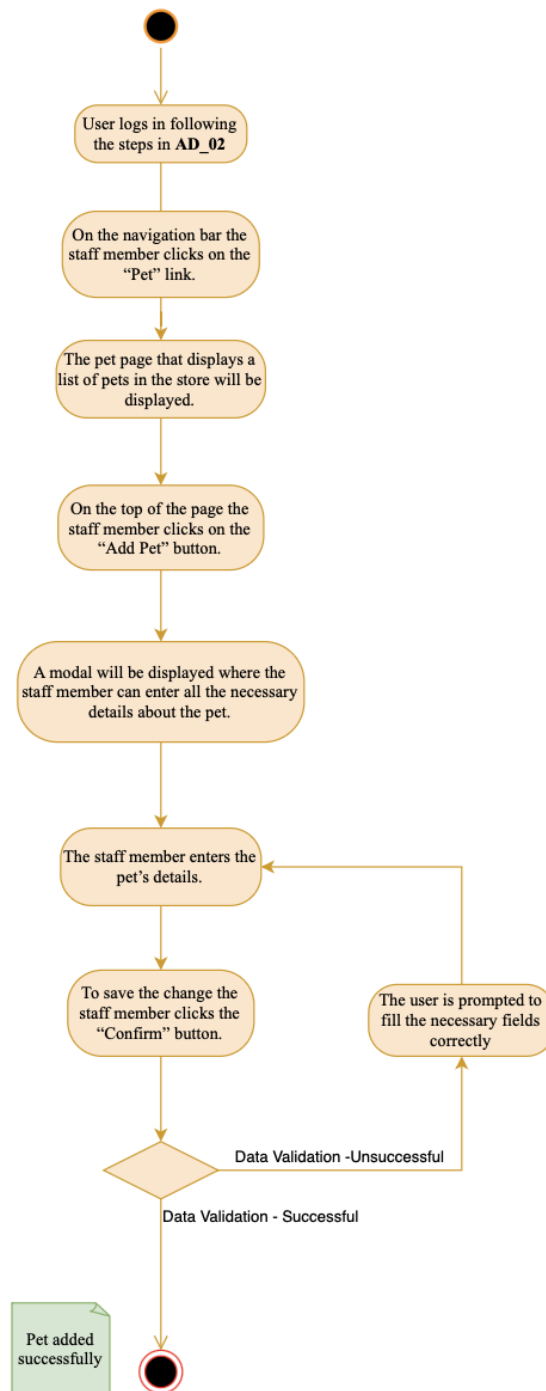 User logs in following
the steps in AD_02
On the navigation bar the
staff member clicks on the
“Pet” link.
The pet page that displays a
list of pets in the store will be
displayed.
On the top of the page the
staff member clicks on the
“Add Pet” button.
A modal will be displayed where the
staff member can enter all the necessary
details about the pet.
The staff member enters the
pet’s details.
To save the change the
staff member clicks the
“Confirm” button.
The user is prompted to
fill the necessary fields
correctly
Data Validation -Unsuccessful
Data Validation - Successful
Pet added
successfully